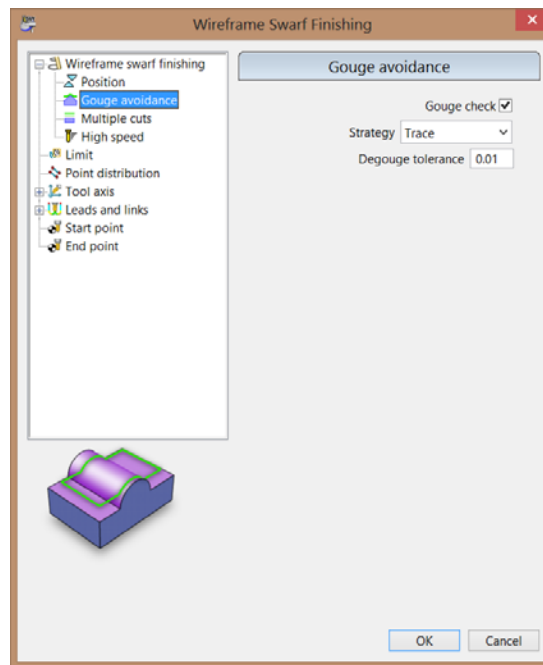 Wireframe Swarf Finishing
Wireframe swarf finishing
Position
Gouge avoidance
Multiple cuts
High speed
Limit
Point distribution
Tool axis
Leads and links
Start point
End point
Gouge avoidance
Gouge check
Strategy Trace
Degouge tolerance 0.01
OK Cancel